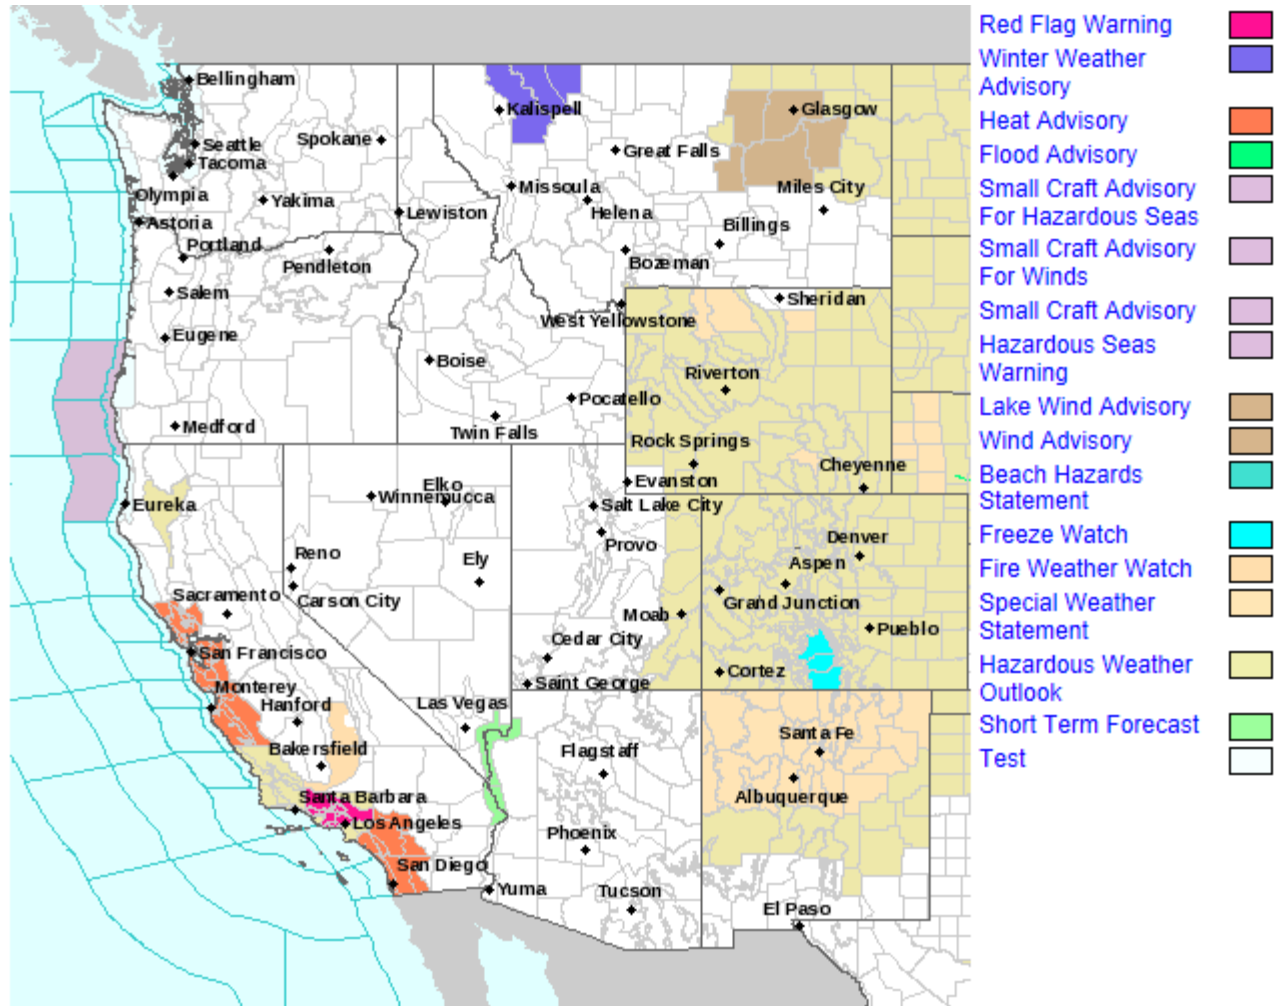 Bellingham
Seattle
Tacoma
Olympia
Spokane
Yakima
Astoria
Lewiston
Portland
Pendleton
Salem
Eugene
Medford
Boise
Pocatello
Twin Falls
Kalispell
Great Falls
Glasgow
Missoula
Helena
Miles City
Billings
Bozeman
West Yellowstone
Sheridan
Riverton
Rock Springs
Cheyenne
Evanston
Eureka
Elko
Winnemucca
Salt Lake City
Provo
Reno
Ely
Carson City
Sacramento
San Francisco
Denver
Aspen
Grand Junction
Moab
Pueblo
Cedar City
Cortez
Saint George
Monterey
Hanford
Las Vegas
Bakersfield
Flagstaff
Santa Fe
Albuquerque
Santa Barbara
Los Angeles
Phoenix
San Diego
Yuma
Tucson
El Paso
Red Flag Warning
Winter Weather
Advisory
Heat Advisory
Flood Advisory
Small Craft Advisory
For Hazardous Seas
Small Craft Advisory
For Winds
Small Craft Advisory
Hazardous Seas
Warning
Lake Wind Advisory
Wind Advisory
Beach Hazards
Statement
Freeze Watch
Fire Weather Watch
Special Weather
Statement
Hazardous Weather
Outlook
Short Term Forecast
Test